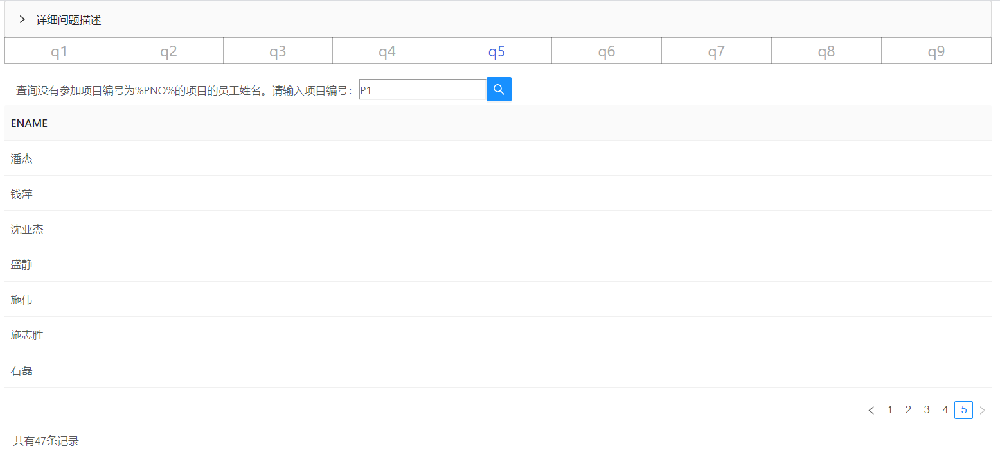 详细问题描述
q1 q2 q3 q4 q5 q6 q7 q8 q9
查询没有参加项目编号为%PNO%的项目的员工姓名。请输入项目编号： P1
ENAME
潘杰
钱萍
沈亚杰
盛静
施伟
施志胜
石磊
< 1 2 3 4 5 >
--共有47条记录